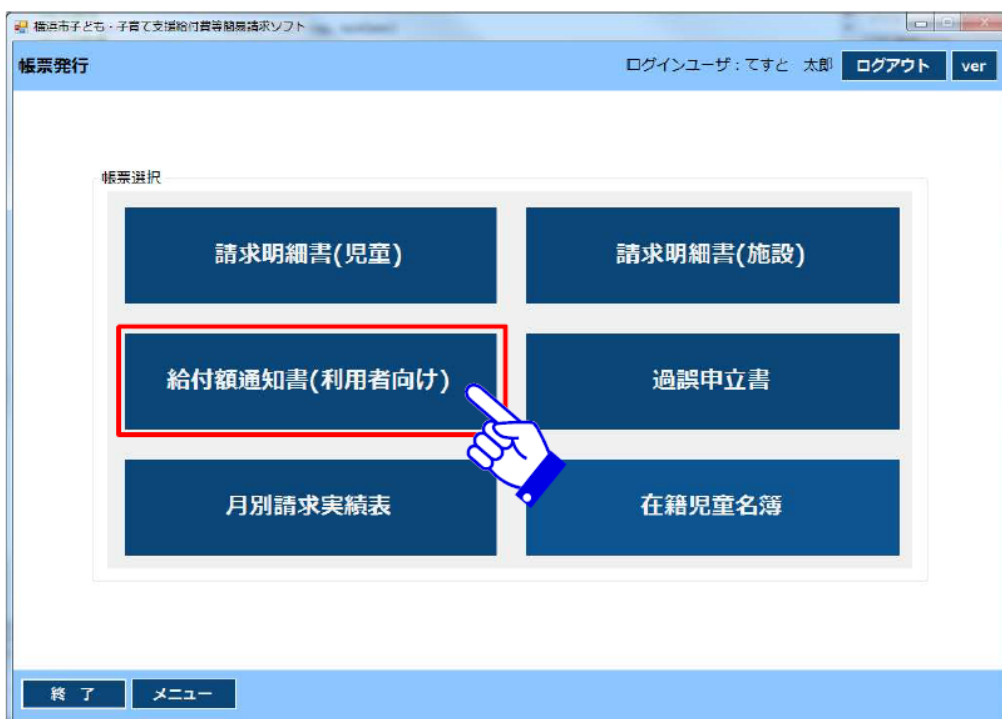 横浜市子ども・子育て支援給付費等簡易請求ソフト
帳票発行 ログインユーザ：てすと 太郎 ログアウト ver
帳票選択
請求明細書(児童) 請求明細書(施設)
給付額通知書(利用者向け) 過誤申立書
月別請求実績表 在籍児童名簿
終 了 メニュー